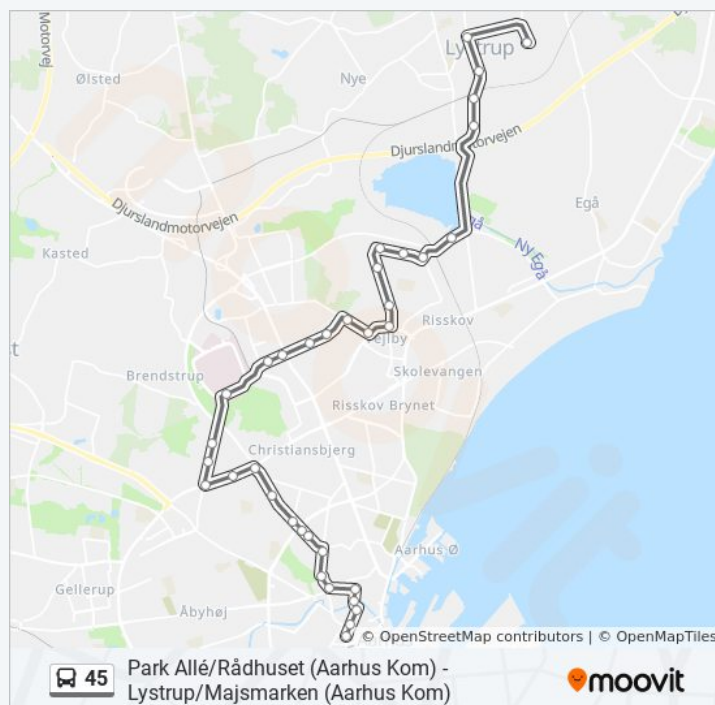 Motorvej
Ølsted
Nye
Lystrup
Djurslandmotorvejen
Djurslandmotorvejen
Egå
Kasted
Ny Egå
Risskov
Skolevangen
Brendstrup
Risskov Brynet
Christiansbjerg
Aarhus Ø
Gellerup
Åbyhøj
© OpenStreetMap contributors | © OpenMapTiles
45
Park Allé/Rådhuset (Aarhus Kom) -
Lystrup/Majsmarken (Aarhus Kom)
moovit